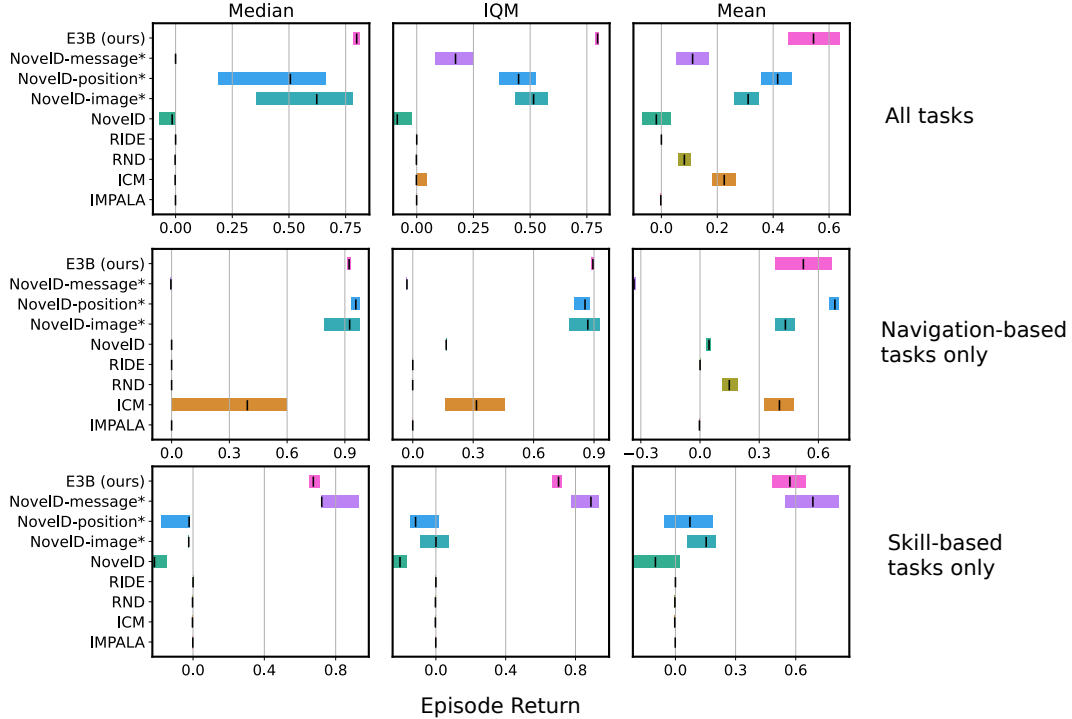 Median IQM Mean
E3B (ours)
NovelD-message*
NovelD-position*
NovelD-image*
NovelD
RIDE
RND
ICM
IMPALA
All tasks
0.00 0.25 0.50 0.75 0.00 0.25 0.50 0.75 0.0 0.2 0.4 0.6
E3B (ours)
NovelD-message*
NovelD-position*
NovelD-image*
NovelD
RIDE
RND
ICM
IMPALA
Navigation-based
tasks only
0.0 0.3 0.6 0.9 0.0 0.3 0.6 0.9 −0.3 0.0 0.3 0.6
E3B (ours)
NovelD-message*
NovelD-position*
NovelD-image*
NovelD
RIDE
RND
ICM
IMPALA
Skill-based
tasks only
0.0 0.4 0.8 0.0 0.4 0.8 0.0 0.3 0.6
Episode Return